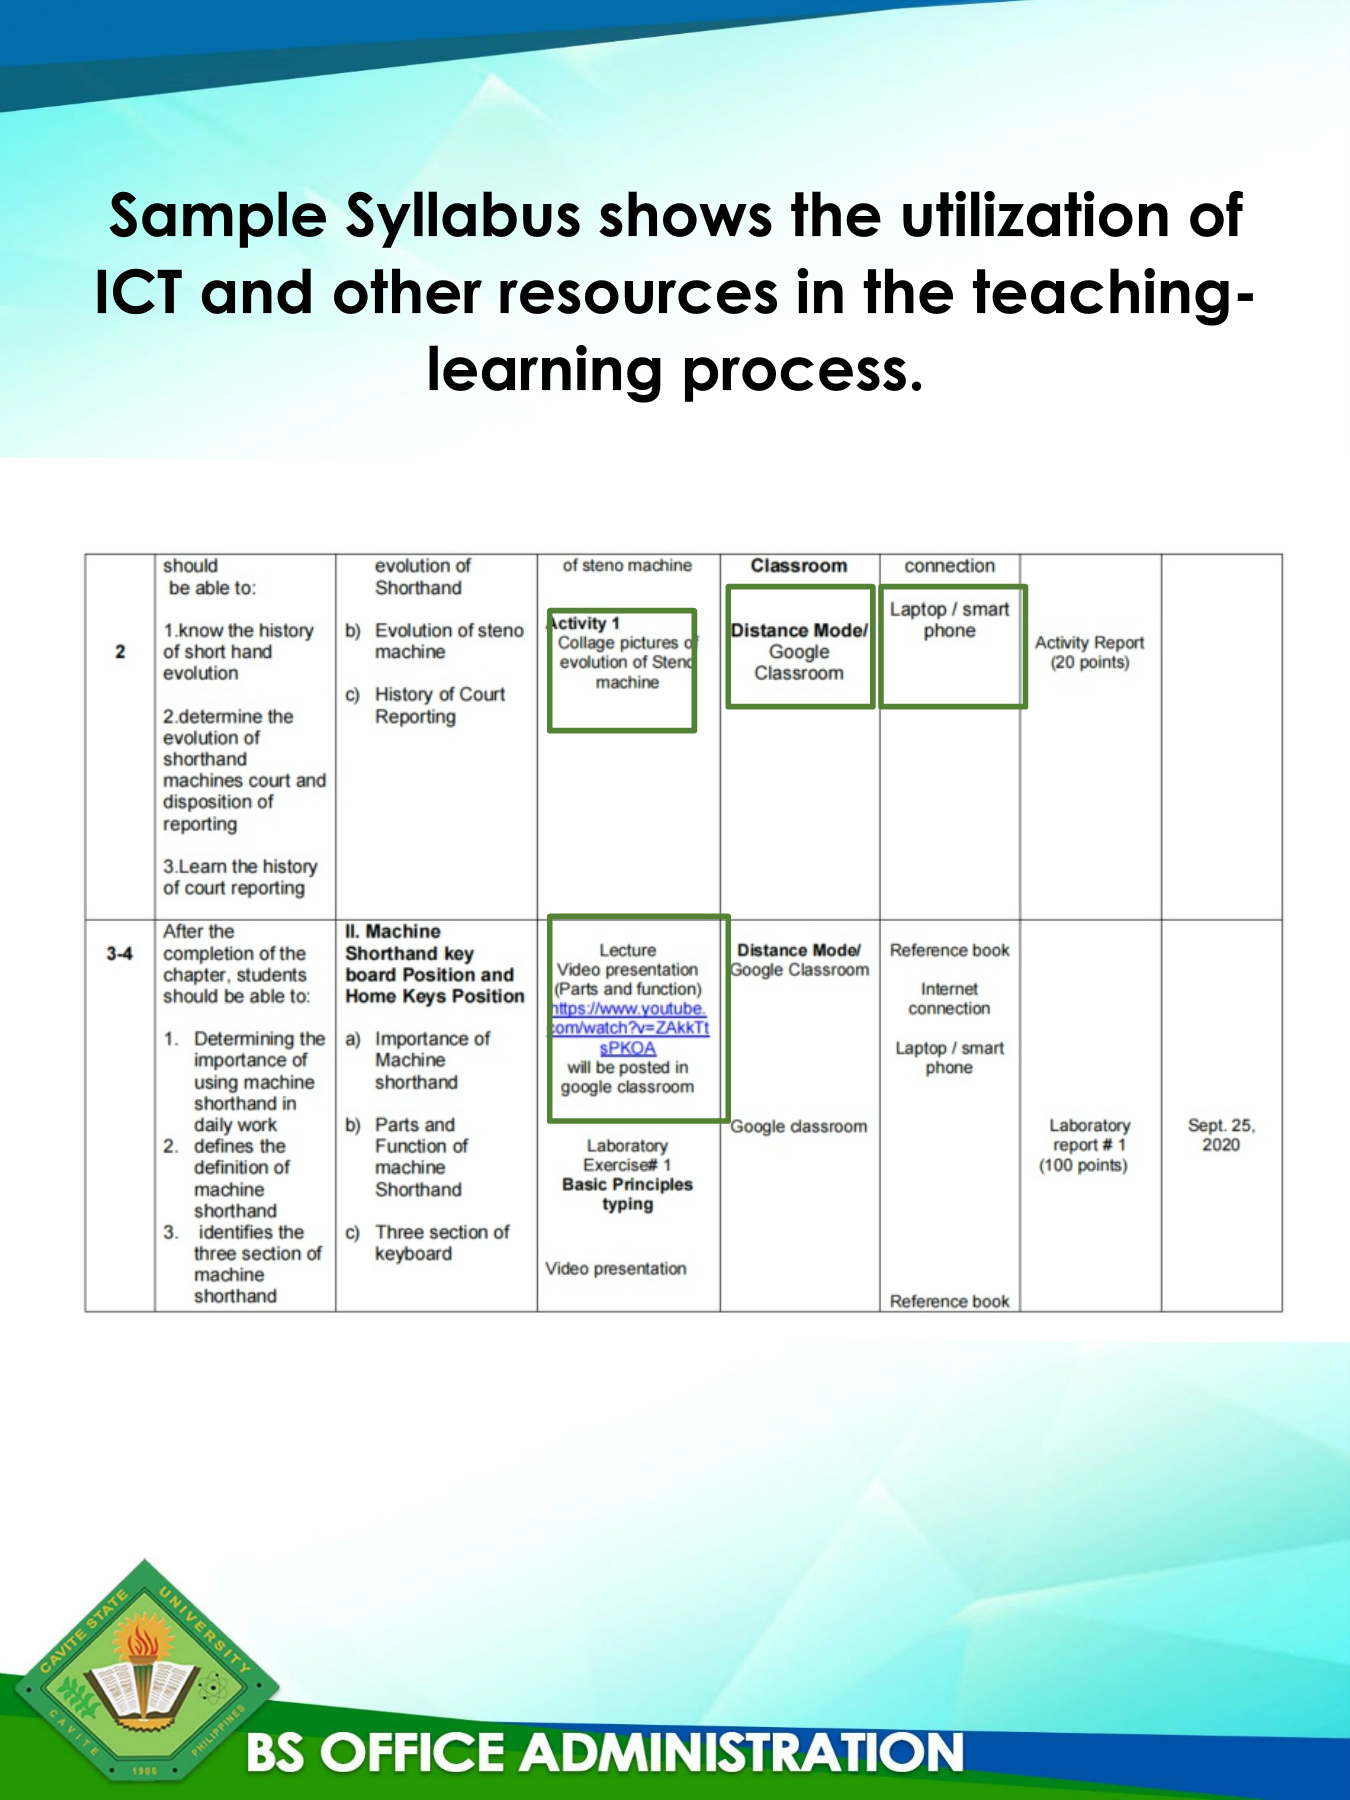 Sample Syllabus shows the utilization of
ICT and other resources in the teaching-
learning process.
2
should
be able to:
1.know the history
of short hand
evolution
2.determine the
evolution of
shorthand
machines court and
disposition of
reporting
3.Learn the history
of court reporting
evolution of
Shorthand
b) Evolution of steno
machine
c) History of Court
Reporting
of steno machine
Activity 1
Collage pictures of
evolution of Steno
machine
Classroom
Distance Mode/
Google
Classroom
connection
Laptop / smart
phone
Activity Report
(20 points)
3-4
After the
completion of the
chapter, students
should be able to:
1. Determining the
importance of
using machine
shorthand in
daily work
2. defines the
definition of
machine
shorthand
3. identifies the
three section of
machine
shorthand
II. Machine
Shorthand key
board Position and
Home Keys Position
a) Importance of
Machine
shorthand
b) Parts and
Function of
machine
Shorthand
c) Three section of
keyboard
Lecture
Video presentation
(Parts and function)
https://www.youtube.
com/watch?v=ZAkkTt
sPKOA
will be posted in
google classroom
Laboratory
Exercise# 1
Basic Principles
typing
Video presentation
Distance Mode/
Google Classroom
Google classroom
Reference book
Internet
connection
Laptop / smart
phone
Reference book
Laboratory
report # 1
(100 points)
Sept. 25,
2020
CAVITE STATE UNIVERSITY
CAVITE
1906
PHILIPPINES
BS OFFICE ADMINISTRATION